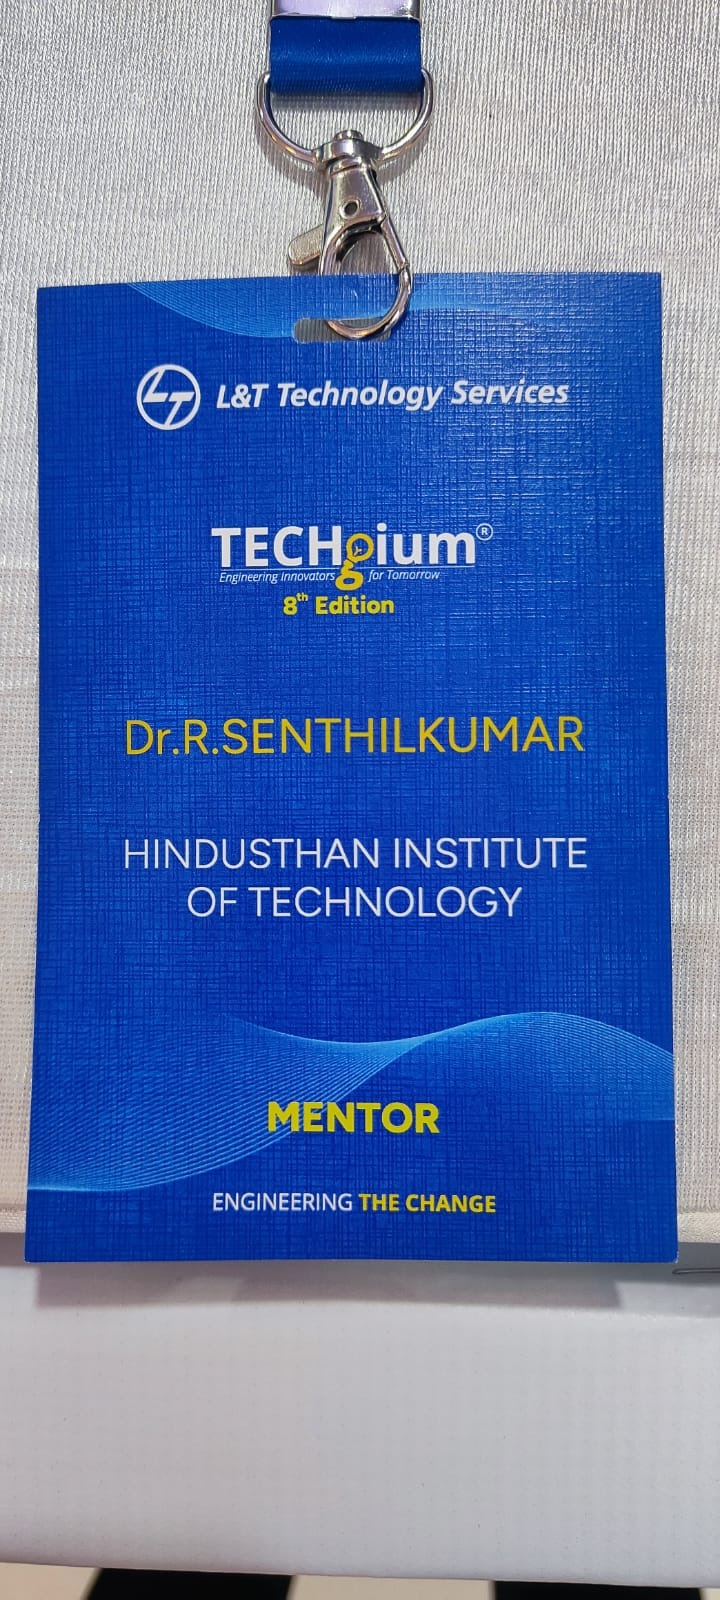 LT L&T Technology Services
TECHgium®
Engineering Innovators for Tomorrow
8th Edition
Dr.R.SENTHILKUMAR
HINDUSTHAN INSTITUTE
OF TECHNOLOGY
MENTOR
ENGINEERING THE CHANGE